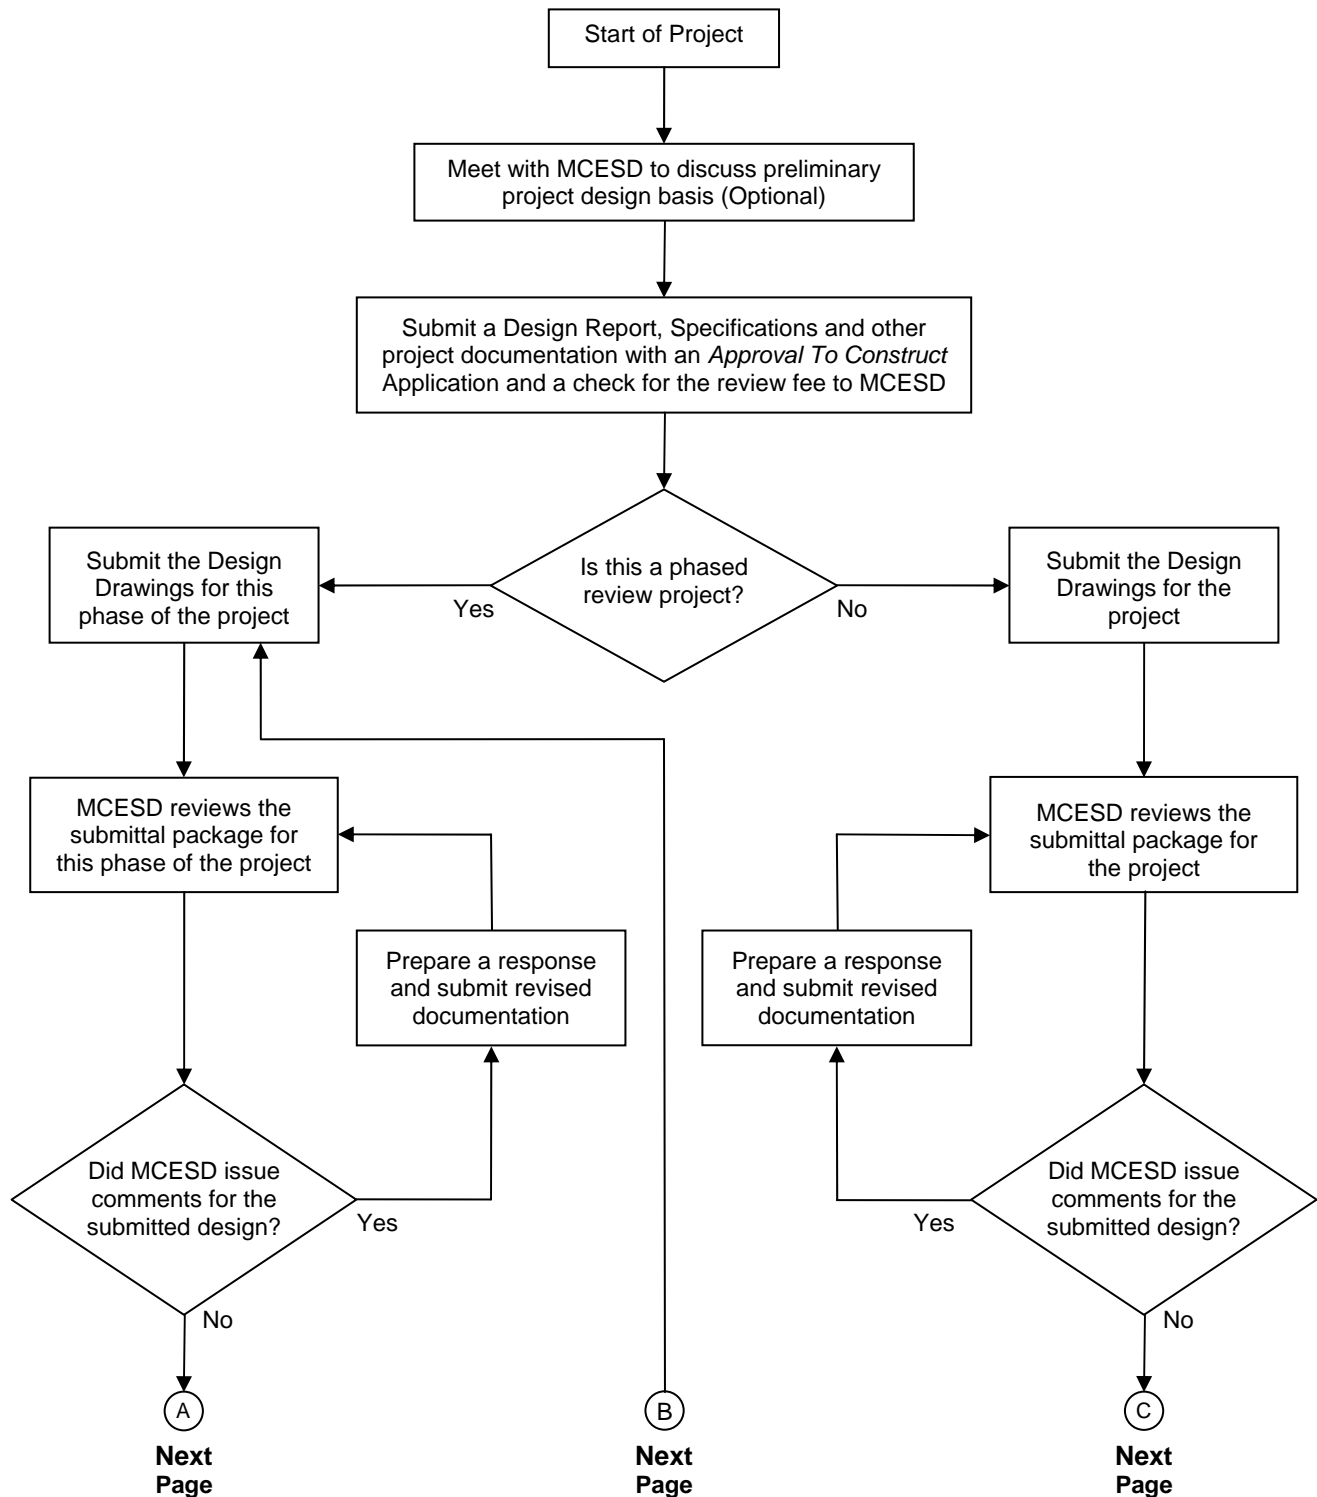 Start of Project
Meet with MCESD to discuss preliminary
project design basis (Optional)
Submit a Design Report, Specifications and other
project documentation with an Approval To Construct
Application and a check for the review fee to MCESD
Submit the Design
Drawings for this
phase of the project
Is this a phased
review project?
Submit the Design
Drawings for the
project
Yes
No
MCESD reviews the
submittal package for
this phase of the project
MCESD reviews the
submittal package for
the project
Prepare a response
and submit revised
documentation
Prepare a response
and submit revised
documentation
Did MCESD issue
comments for the
submitted design?
Yes
Did MCESD issue
comments for the
submitted design?
Yes
No
No
A
Next
Page
B
Next
Page
C
Next
Page